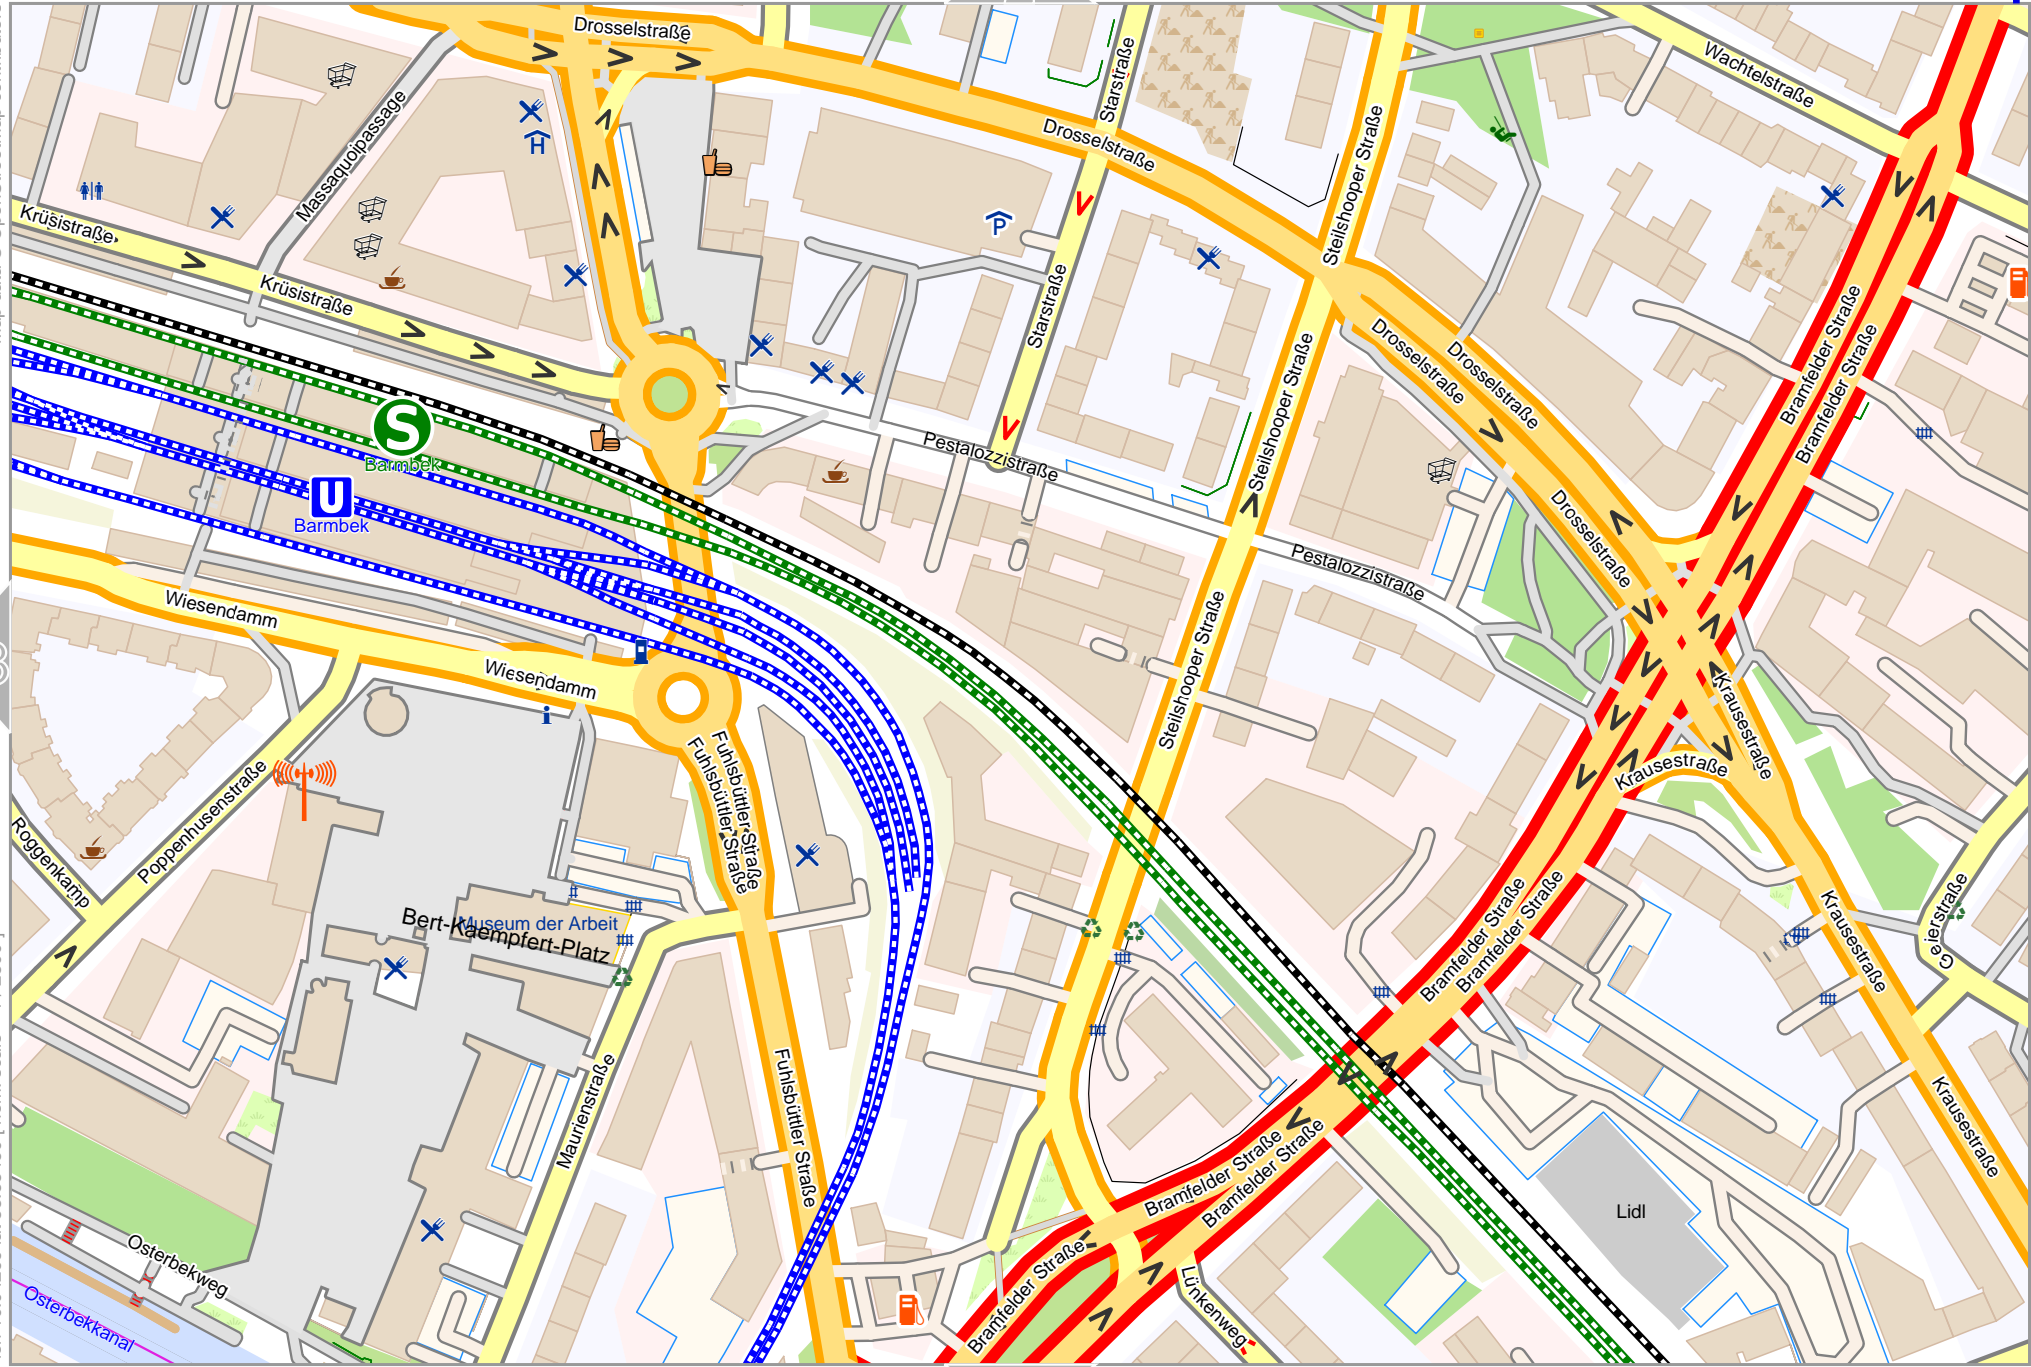 Drosselstraße
Wachtelstraße
Starstraße
Massaquoipassage
H
Drosselstraße
Steilshooper Straße
Krüsistraße
P
Krüsistraße
Starstraße
Bramfelder Straße
Drosselstraße
Drosselstraße
Bramfelder Straße
Steilshooper Straße
S
Barmbek
Pestalozzistraße
U
Barmbek
Drosselstraße
Pestalozzistraße
Wiesendamm
Wiesendamm
Steilshooper Straße
i
Krausestraße
Krausestraße
Fuhlsbüttler Straße
Fuhlsbüttler Straße
Poppenhusenstraße
Roggenkamp
Bert-Kaempfert-Platz
Museum der Arbeit
Bramfelder Straße
Bramfelder Straße
Krausestraße
Geierstraße
Maurienstraße
Fuhlsbüttler Straße
Krausestraße
Bramfelder Straße
Bramfelder Straße
Lidl
Osterbekweg
Osterbekkanal
Bramfelder Straße
Lünkenweg